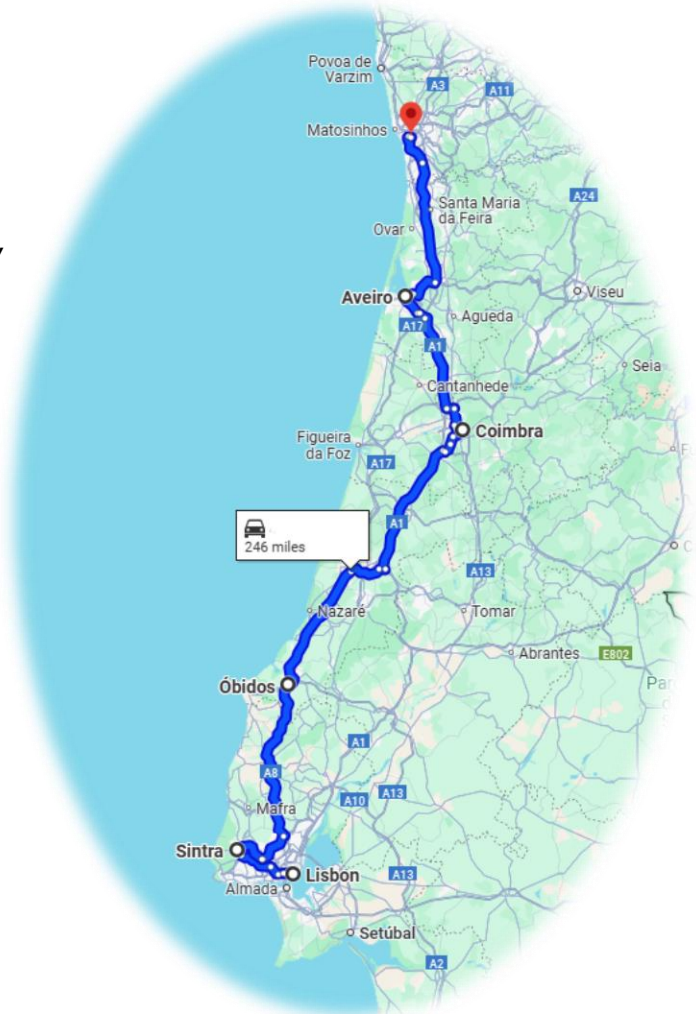 Povoa de
Varzim
A3
A11
Matosinhos
Santa Maria
da Feira
A24
Ovar
Aveiro
Viseu
A17
Agueda
A1
Seia
Cantanhede
Coimbra
Figueira
da Foz
A17
A1
246 miles
A13
Nazaré
Tomar
Abrantes
E802
Óbidos
A1
A8
A13
A10
Mafra
Sintra
Lisbon
A13
Almada
Setúbal
A2